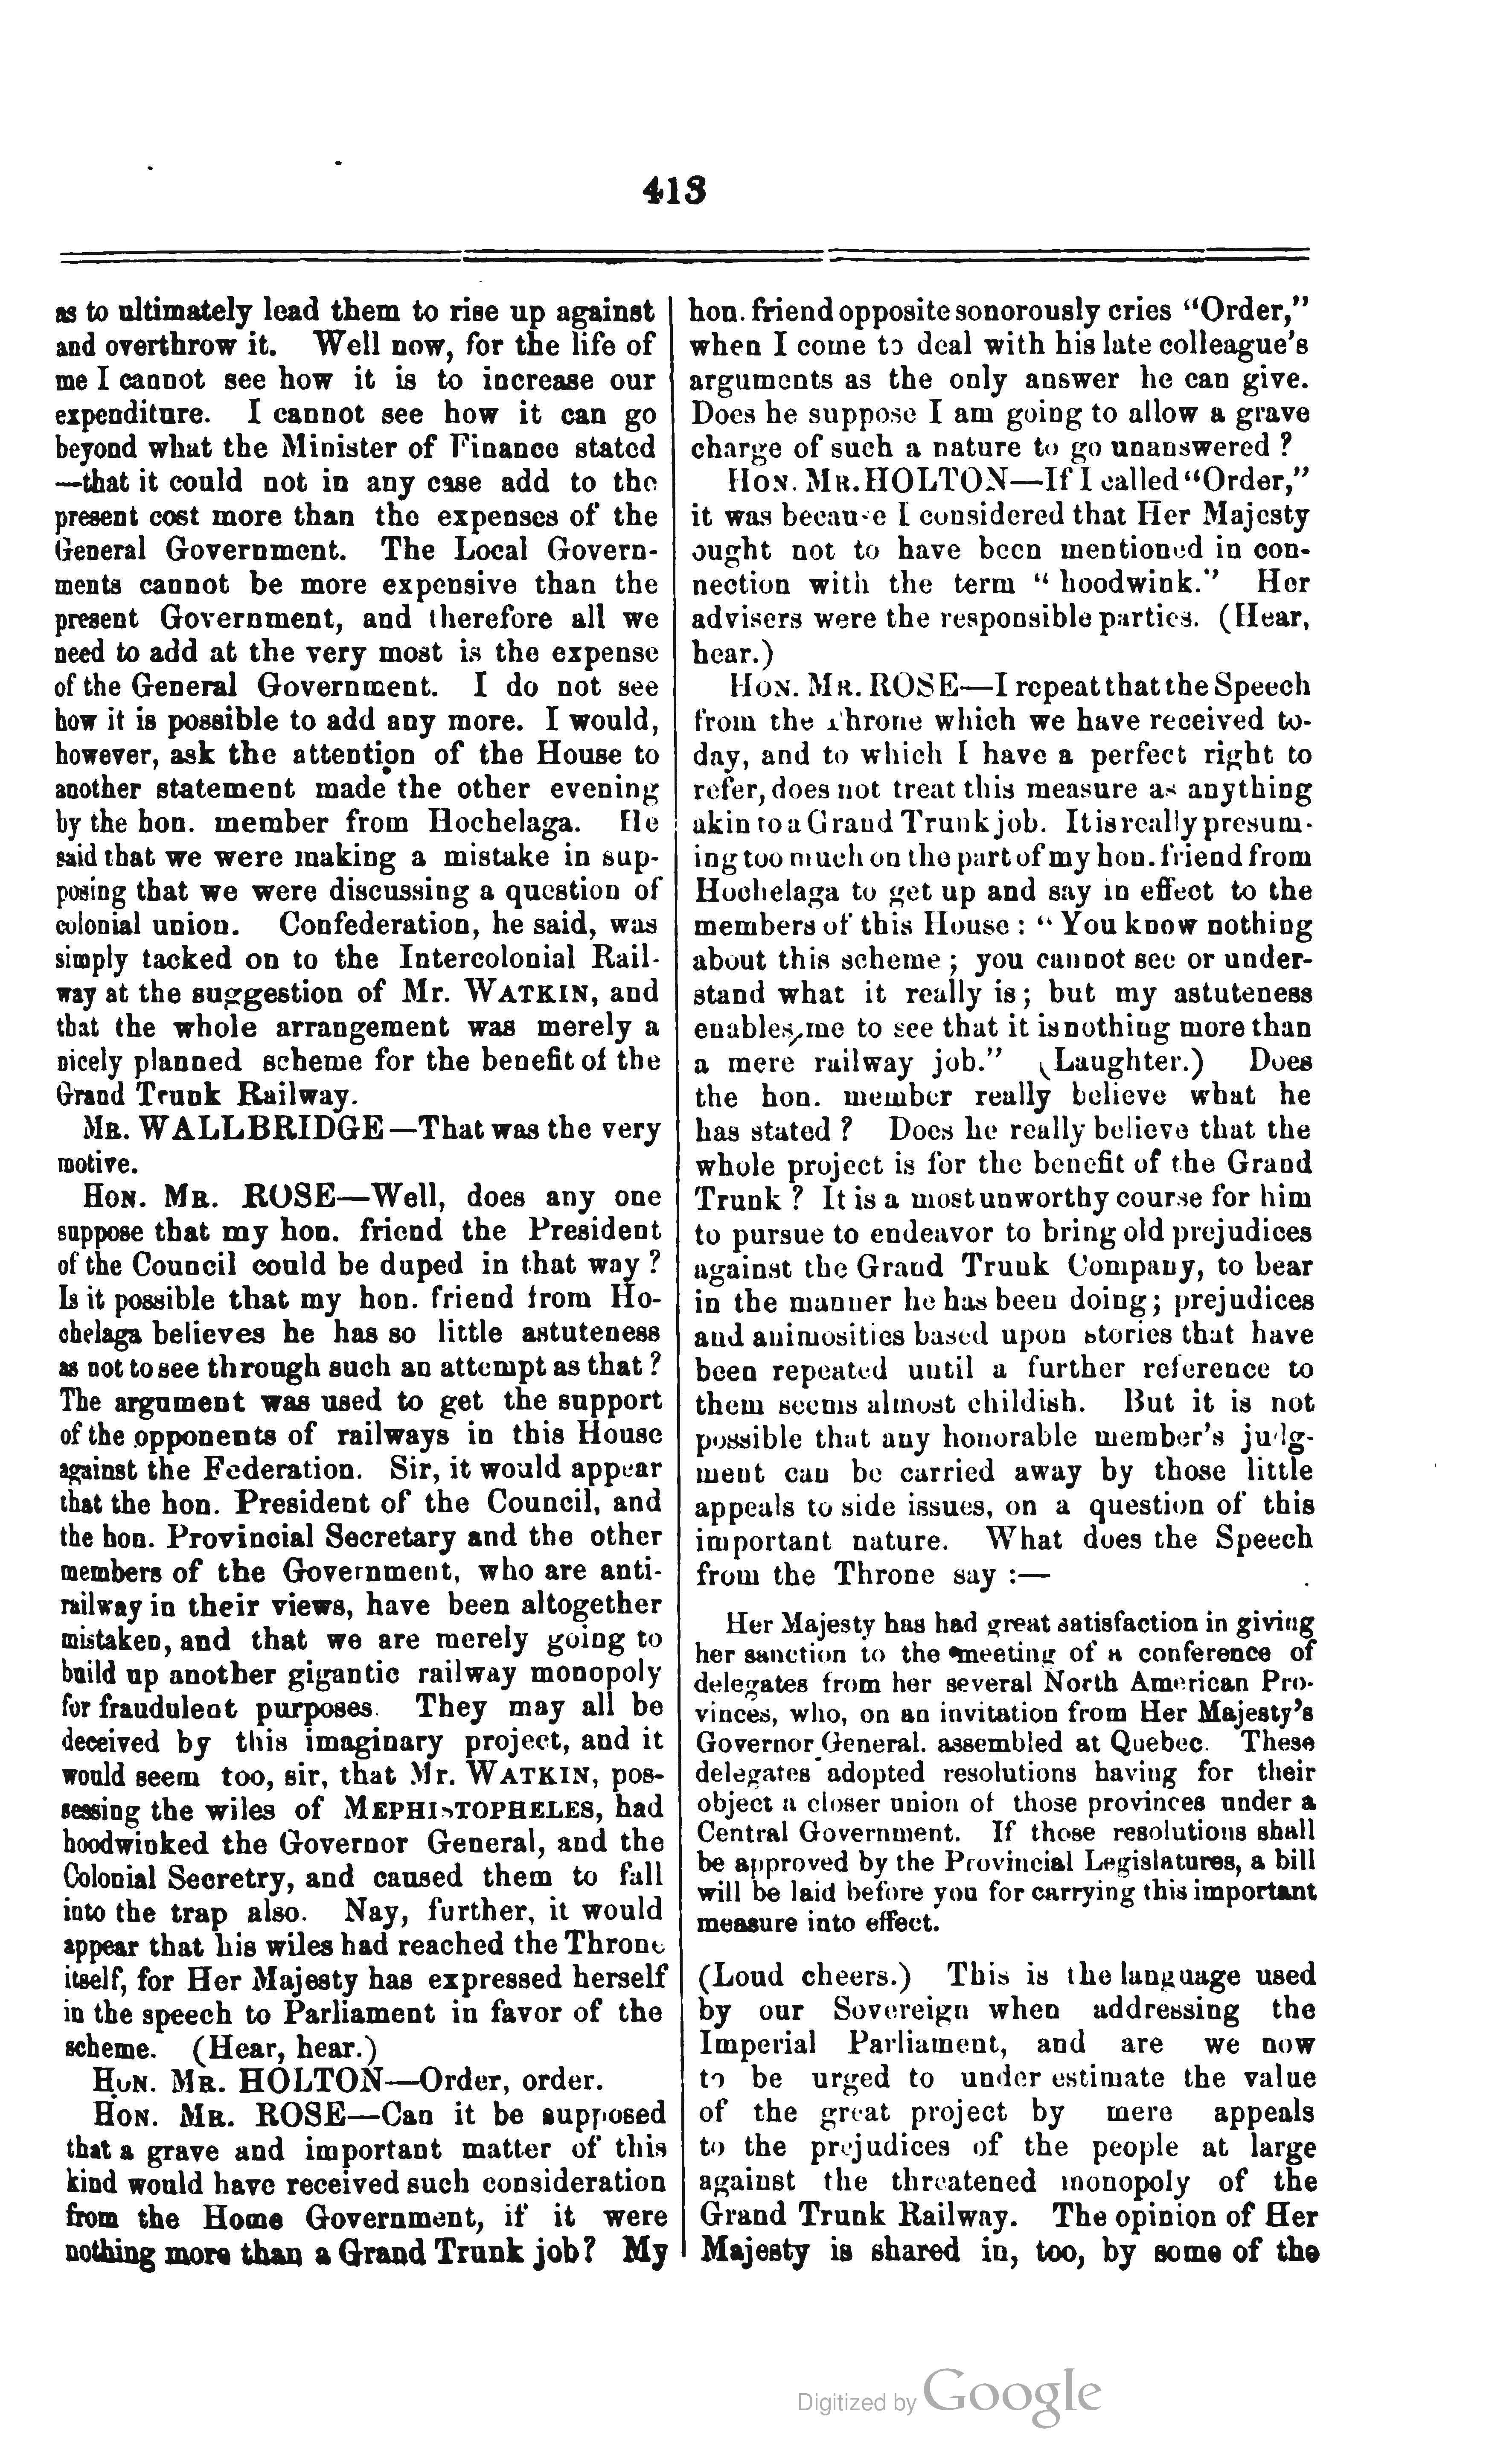 413
as to ultimately lead them to rise up against
and overthrow it. Well now, for the life of
me I cannot see how it is to increase our
expenditure. I cannot see how it can go
beyond what the Minister of Finance stated
—that it could not in any case add to the
present cost more than the expenses of the
General Government. The Local Govern-
ments cannot be more expensive than the
present Government, and therefore all we
need to add at the very most is the expense
of the General Government. I do not see
how it is possible to add any more. I would,
however, ask the attention of the House to
another statement made the other evening
by the hon. member from Hochelaga. He
said that we were making a mistake in sup-
posing that we were discussing a question of
colonial union. Confederation, he said, was
simply tacked on to the Intercolonial Rail-
way at the suggestion of Mr. WATKIN, and
that the whole arrangement was merely a
nicely planned scheme for the benefit of the
Grand Trunk Railway.
MR. WALLBRIDGE—That was the very
motive.
HON. MR. ROSE—Well, does any one
suppose that my hon. friend the President
of the Council could be duped in that way?
Is it possible that my hon. friend from Ho-
chelaga believes he has so little astuteness
as not to see through such an attempt as that?
The argument was used to get the support
of the opponents of railways in this House
against the Federation. Sir, it would appear
that the hon. President of the Council, and
the hon. Provincial Secretary and the other
members of the Government, who are anti-
railway in their views, have been altogether
mistaken, and that we are merely going to
build up another gigantic railway monopoly
for fraudulent purposes. They may all be
deceived by this imaginary project, and it
would seem too, sir, that Mr. WATKIN, pos-
sessing the wiles of MEPHISTOPHELES, had
hoodwinked the Governor General, and the
Colonial Secretry, and caused them to fall
into the trap also. Nay, further, it would
appear that his wiles had reached the Throne
itself, for Her Majesty has expressed herself
in the speech to Parliament in favor of the
scheme. (Hear, hear.)
HON. MR. HOLTON—Order, order.
HON. MR. ROSE—Can it be supposed
that a grave and important matter of this
kind would have received such consideration
from the Home Government, if it were
nothing more than a Grand Trunk job? My
hon. friend opposite sonorously cries "Order,"
when I come to deal with his late colleague's
arguments as the only answer he can give.
Does he suppose I am going to allow a grave
charge of such a nature to go unanswered?
HON. MR. HOLTON—If I called "Order,"
it was because I considered that Her Majesty
ought not to have been mentioned in con-
nection with the term "hoodwink." Her
advisers were the responsible parties. (Hear,
hear.)
HON. MR. ROSE—I repeat that the Speech
from the Throne which we have received to-
day, and to which I have a perfect right to
refer, does not treat this measure as anything
akin to a Grand Trunk job. It is really presum-
ing too much on the part of my hon. friend from
Hochelaga to get up and say in effect to the
members of this House: "You know nothing
about this scheme; you cannot see or under-
stand what it really is; but my astuteness
enables me to see that it is nothing more than
a mere railway job." (Laughter.) Does
the hon. member really believe what he
has stated? Does he really believe that the
whole project is for the benefit of the Grand
Trunk? It is a most unworthy course for him
to pursue to endeavor to bring old prejudices
against the Grand Trunk Company, to bear
in the manner he has been doing; prejudices
and animosities based upon stories that have
been repeated until a further reference to
them seems almost childish. But it is not
possible that any honorable member's judg-
ment can be carried away by those little
appeals to side issues, on a question of this
important nature. What does the Speech
from the Throne say:—
Her Majesty has had great satisfaction in giving
her sanction to the meeting of a conference of
delegates from her several North American Pro-
vinces, who, on an invitation from Her Majesty's
Governor General. assembled at Quebec. These
delegates adopted resolutions having for their
object a closer union of those provinces under a
Central Government. If those resolutions shall
be approved by the Provincial Legislatures, a bill
will be laid before you for carrying this important
measure into effect.
(Loud cheers.) This is the language used
by our Sovereign when addressing the
Imperial Parliament, and are we now
to be urged to under estimate the value
of the great project by mere appeals
to the prejudices of the people at large
against the threatened monopoly of the
Grand Trunk Railway. The opinion of Her
Majesty is shared in, too, by some of the
Digitized by Google